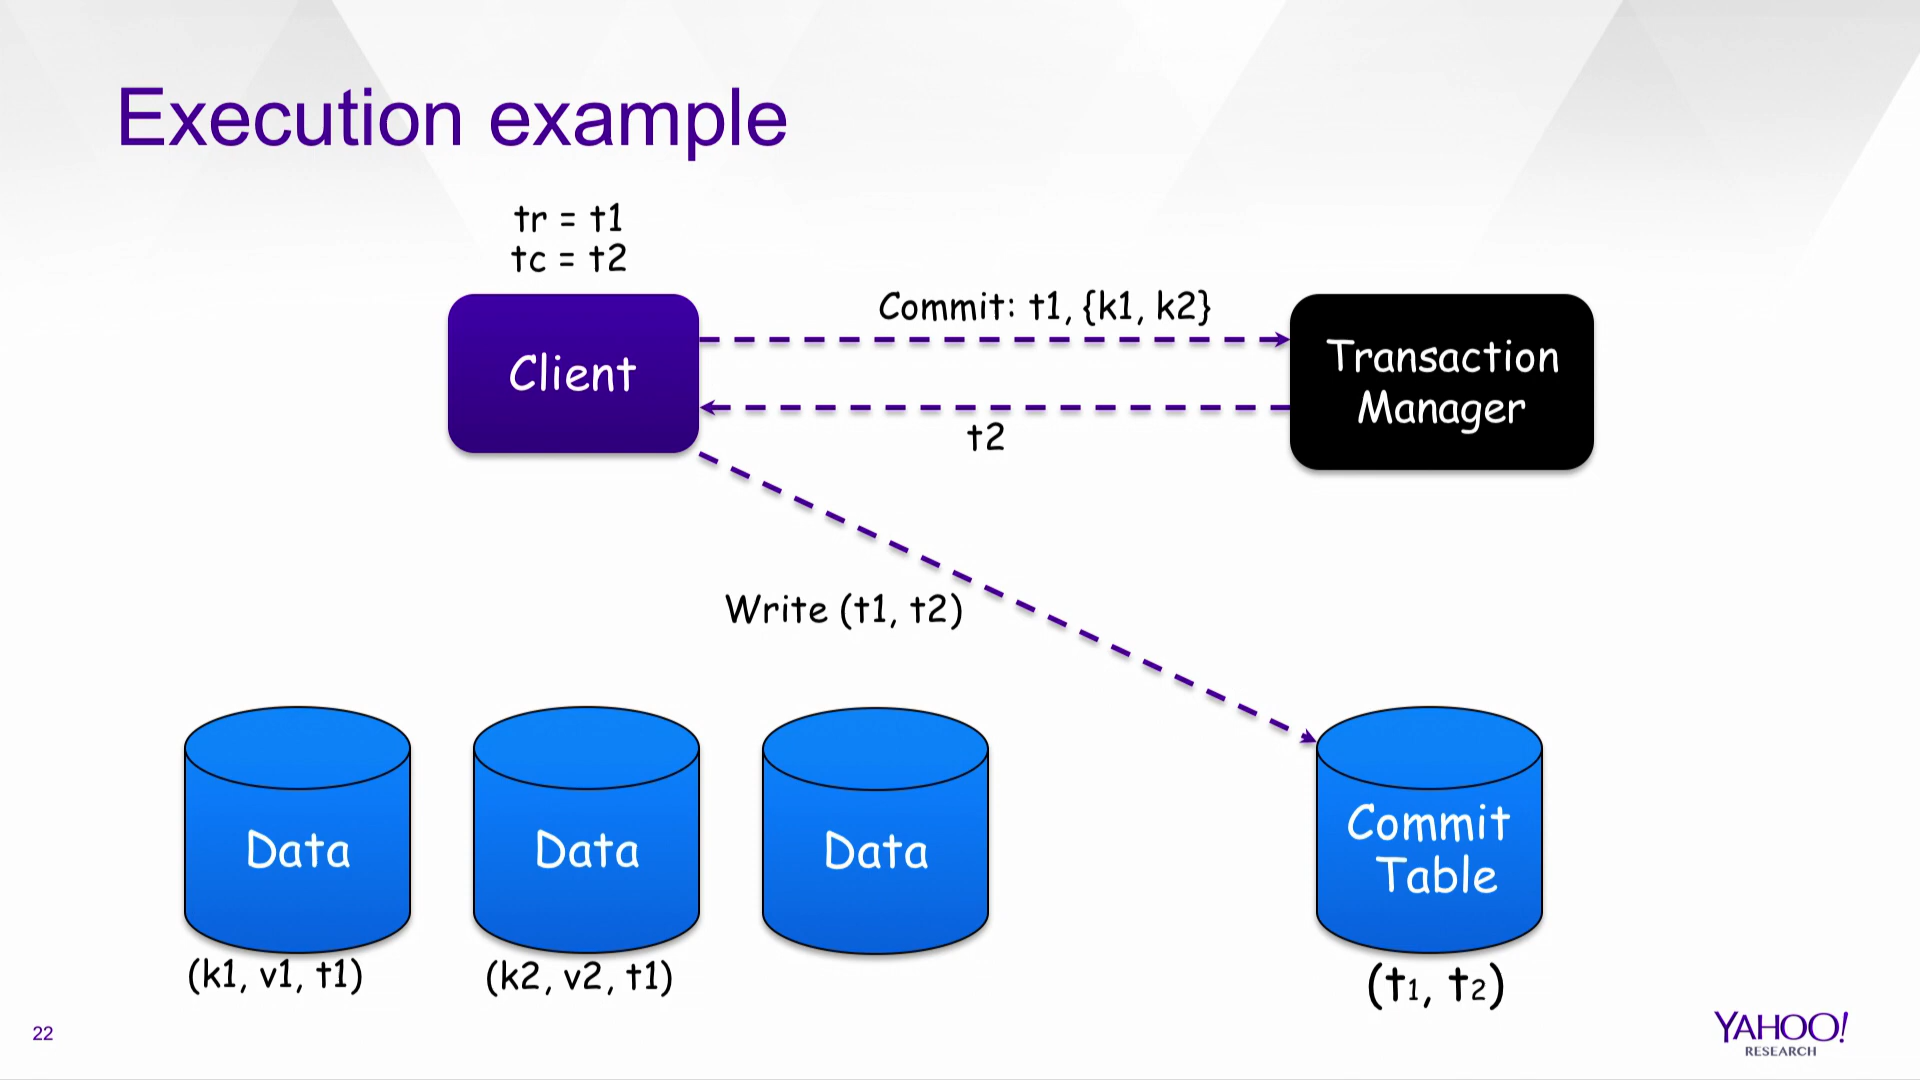 Execution example
tr = t1
tc = t2
Client
Commit: t1, {k1, k2}
t2
Transaction
Manager
Write (t1, t2)
Data
Data
Data
Commit
Table
(k1, v1, t1)
(k2, v2, t1)
(t1, t2)
22
YAHOO!
RESEARCH